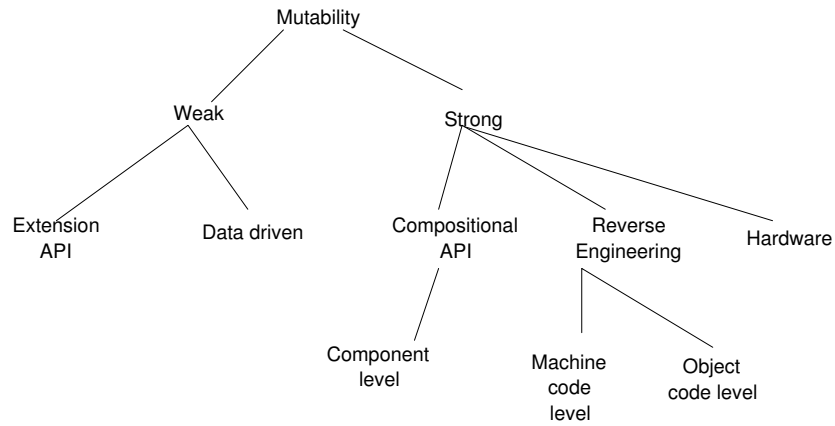 Mutability
Weak
Strong
Extension
API
Data driven
Compositional
API
Reverse
Engineering
Hardware
Component
level
Machine
code
level
Object
code level